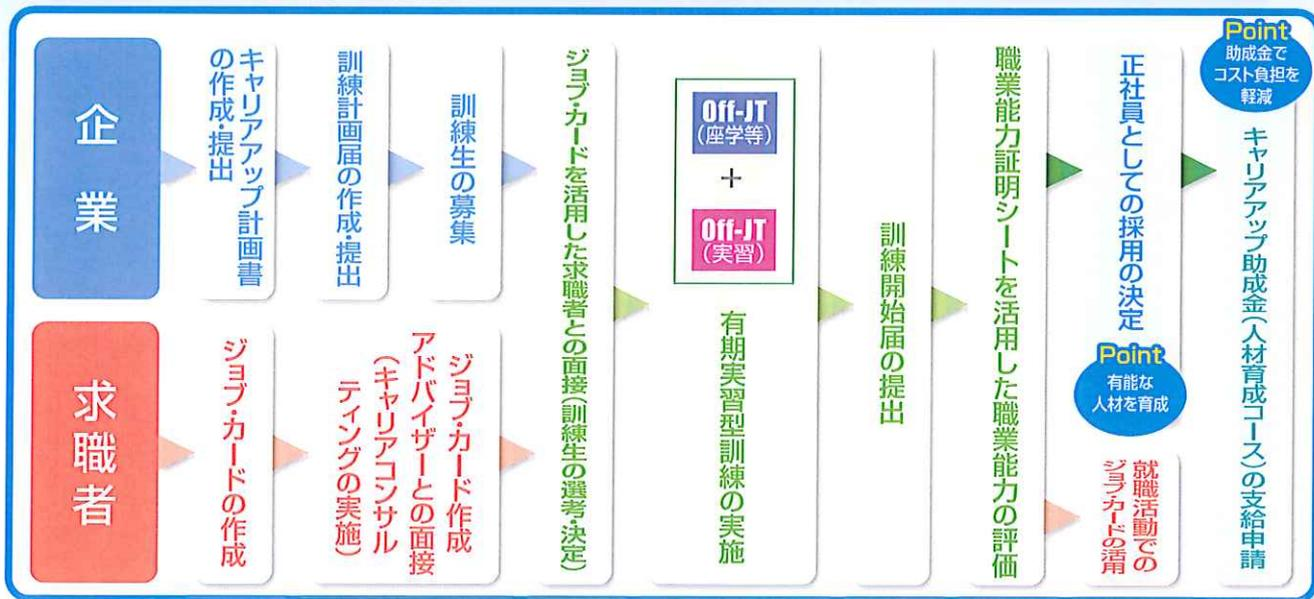 企業
キャリアアップ計画書
の作成・提出
訓練計画届の作成・提出
訓練生の募集
求職者
ジョブ・カードの作成
ジョブ・カード作成
アドバイザーとの面接
(キャリアコンサル
ティングの実施)
ジョブ・カードを活用した求職者との面接(訓練生の選考・決定)
Off-JT
(座学等)
+
Off-JT
(実習)
有期実習型訓練の実施
訓練開始届の提出
職業能力証明シートを活用した職業能力の評価
正社員としての採用の決定
Point
有能な
人材を育成
就職活動での
ジョブ・カードの活用
Point
助成金で
コスト負担を
軽減
キャリアアップ助成金(人材育成コース)の支給申請